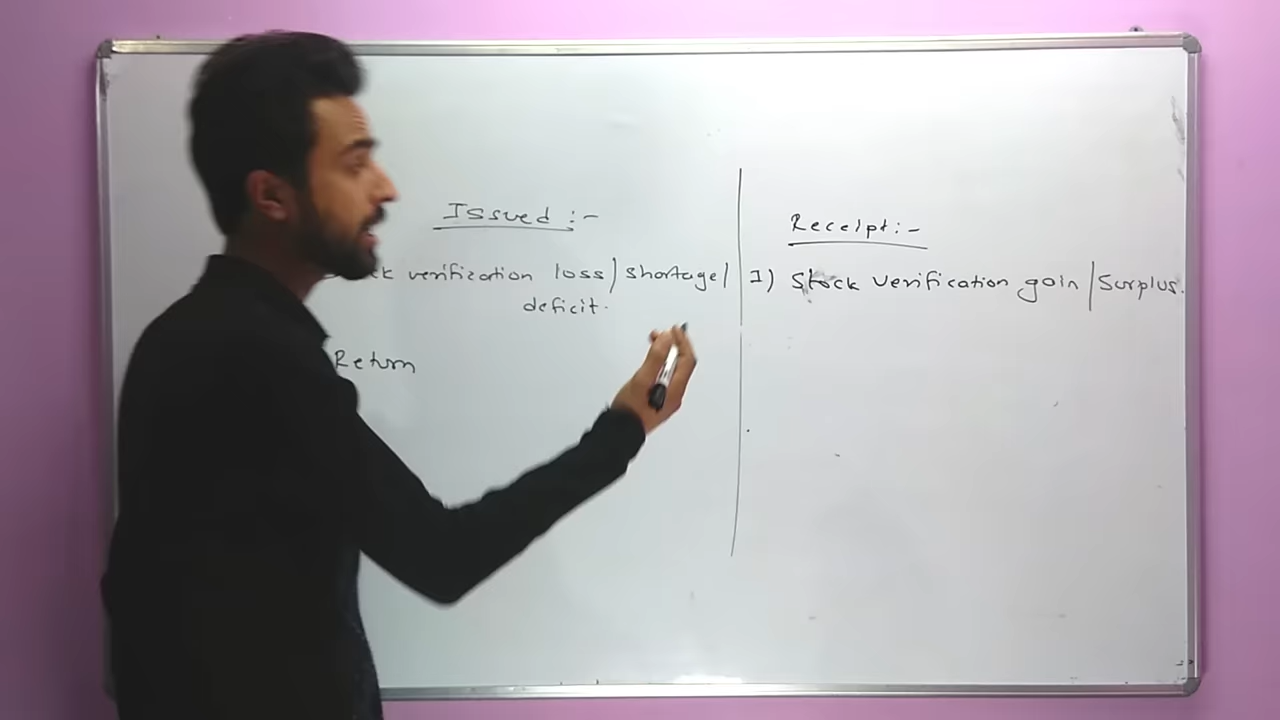 Issued :-
verification loss/shortage/
deficit.
Return
Receipt :-
1) Stock verification gain/Surplus.